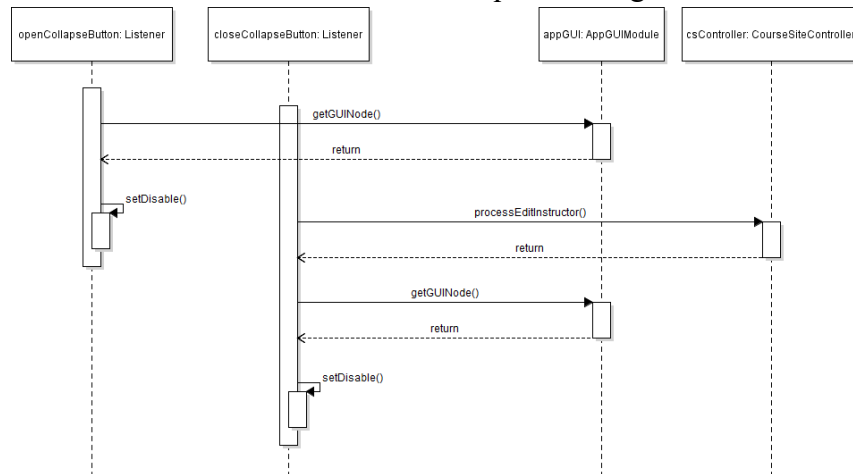 openCollapseButton: Listener
closeCollapseButton: Listener
appGUI: AppGUIModule
csController: CourseSiteController
getGUINode()
return
setDisable()
processEditInstructor()
return
getGUINode()
return
setDisable()